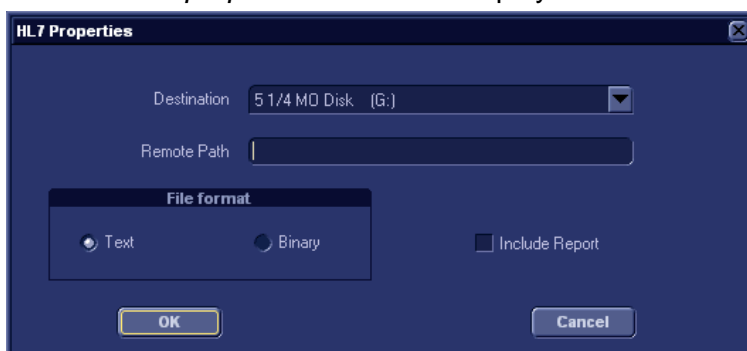 HL7 Properties
Destination 5 1/4 MO Disk (G:)
Remote Path
File format
Text Binary Include Report
OK Cancel